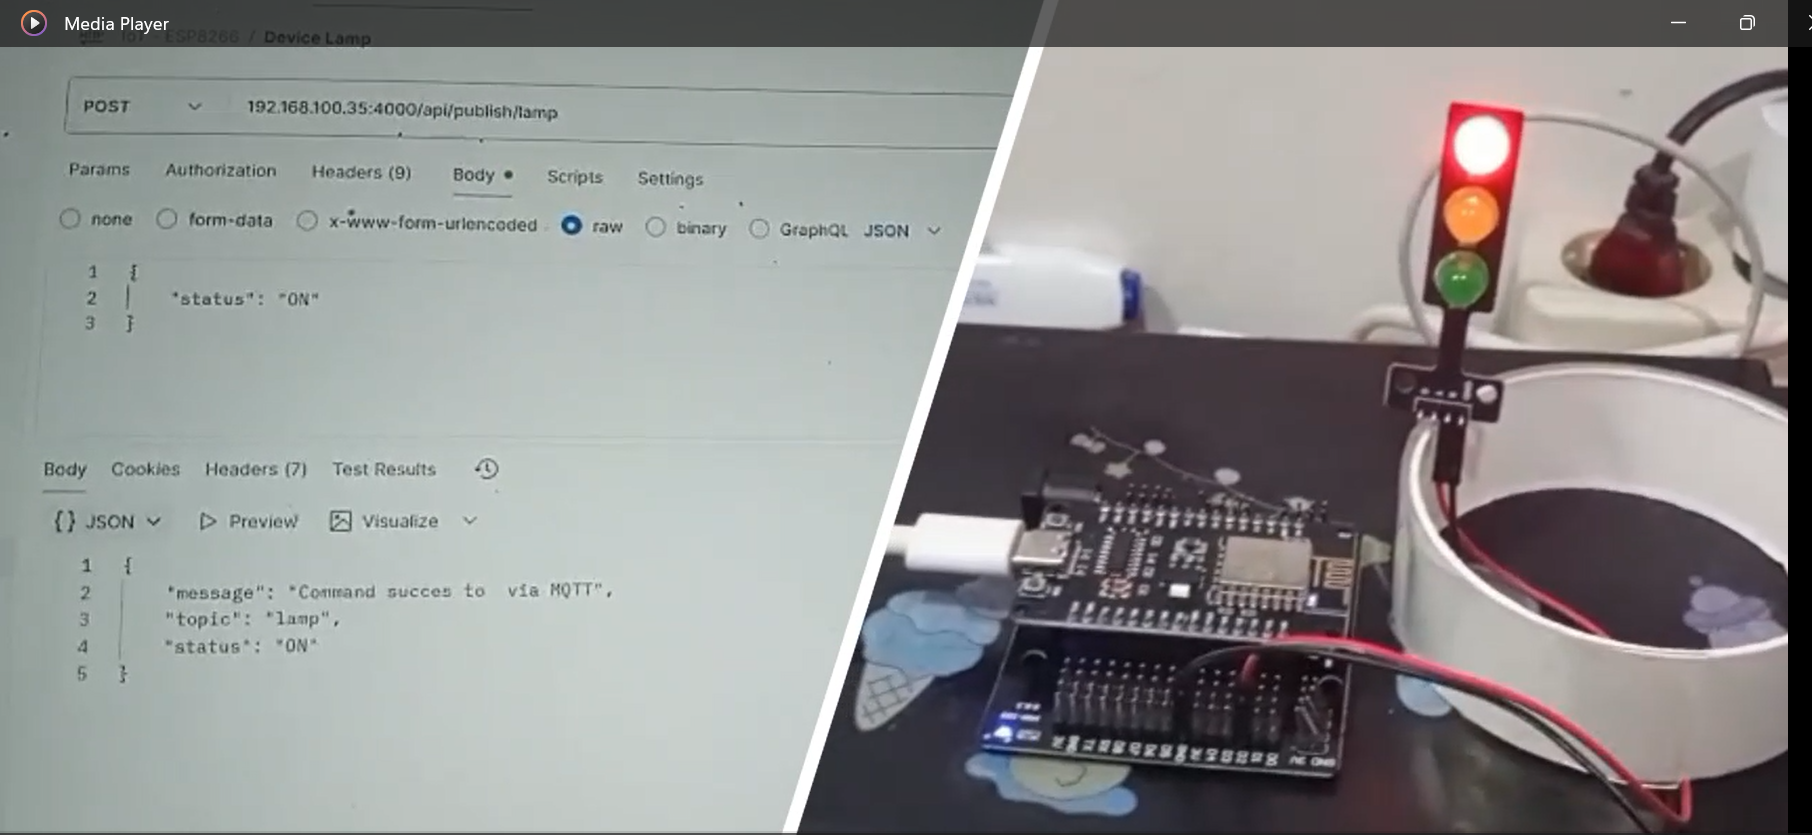 Media Player
ESP8266 / Device Lamp
POST 192.168.100.35:4000/api/publish/lamp
Params Authorization Headers (9) Body Scripts Settings
none form-data x-www-form-urlencoded raw binary GraphQL JSON
1 {
2 "status": "ON"
3 }
Body Cookies Headers (7) Test Results
{} JSON Preview Visualize
1 {
2 "message": "Command succes to via MQTT",
3 "topic": "lamp",
4 "status": "ON"
5 }